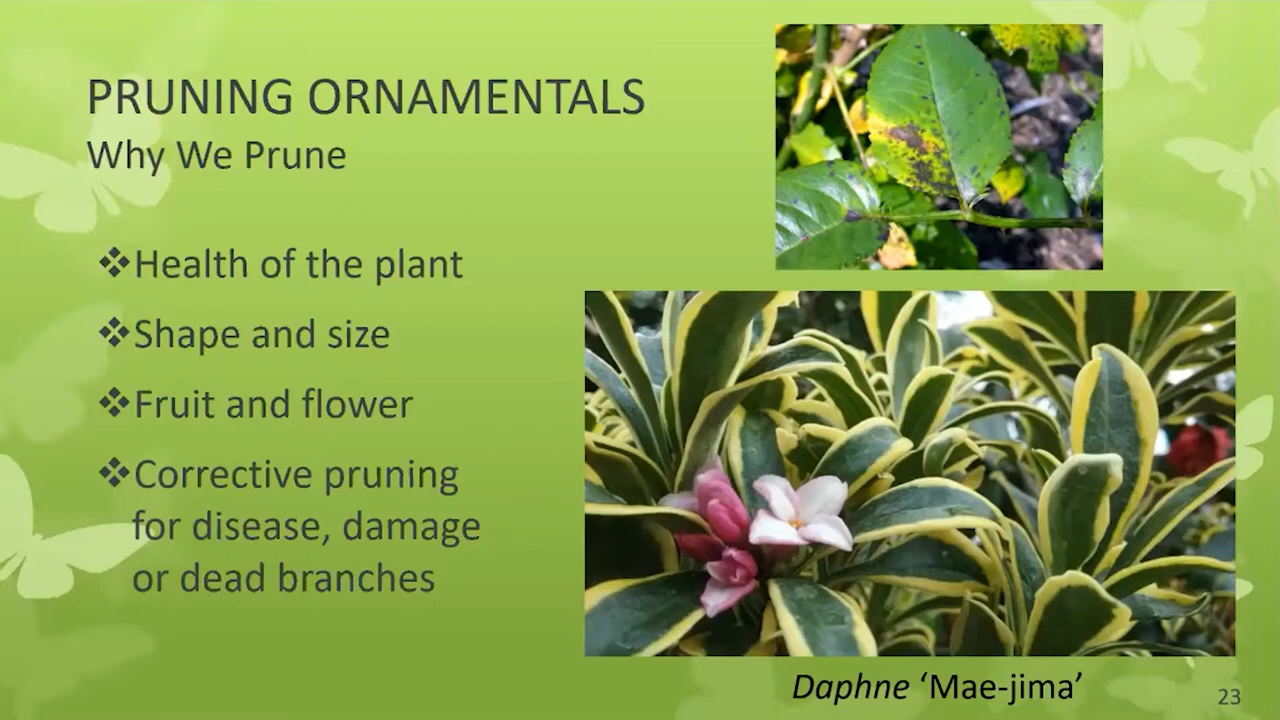 PRUNING ORNAMENTALS
Why We Prune
❖Health of the plant
❖Shape and size
❖Fruit and flower
❖Corrective pruning
for disease, damage
or dead branches
Daphne ‘Mae-jima’
23